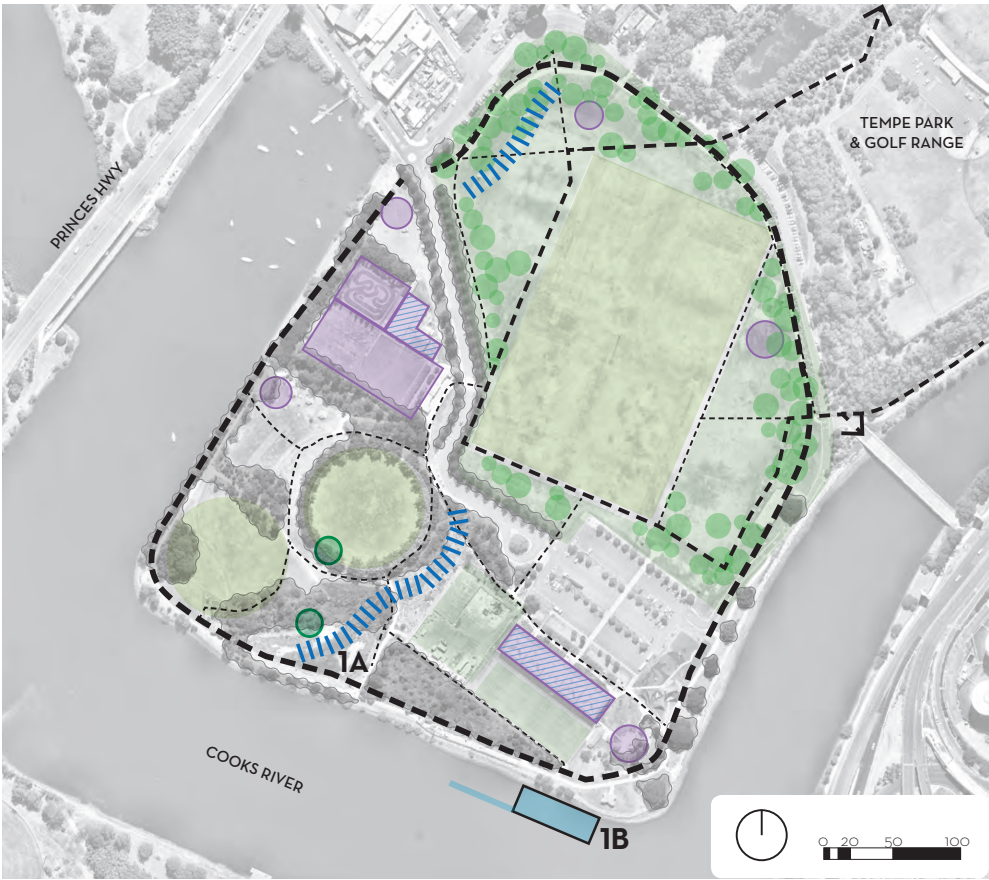 TEMPE PARK
& GOLF RANGE
PRINCES HWY
1A
COOKS RIVER
1B
0 20 50 100